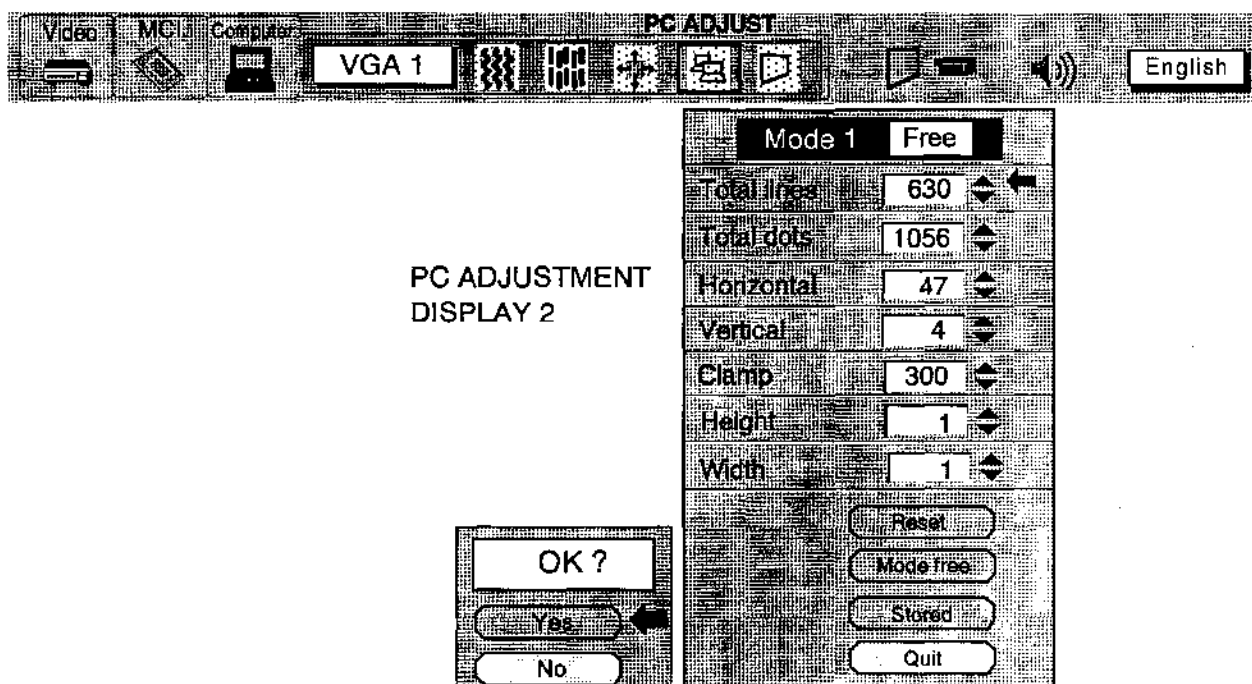 PC ADJUST
Video MCI Computer VGA 1 English
Mode 1 Free
Total lines 630
Total dots 1056
Horizontal 47
Vertical 4
Clamp 300
Height 1
Width 1
Reset
Mode free
Stored
Quit
PC ADJUSTMENT
DISPLAY 2
OK ?
Yes
No